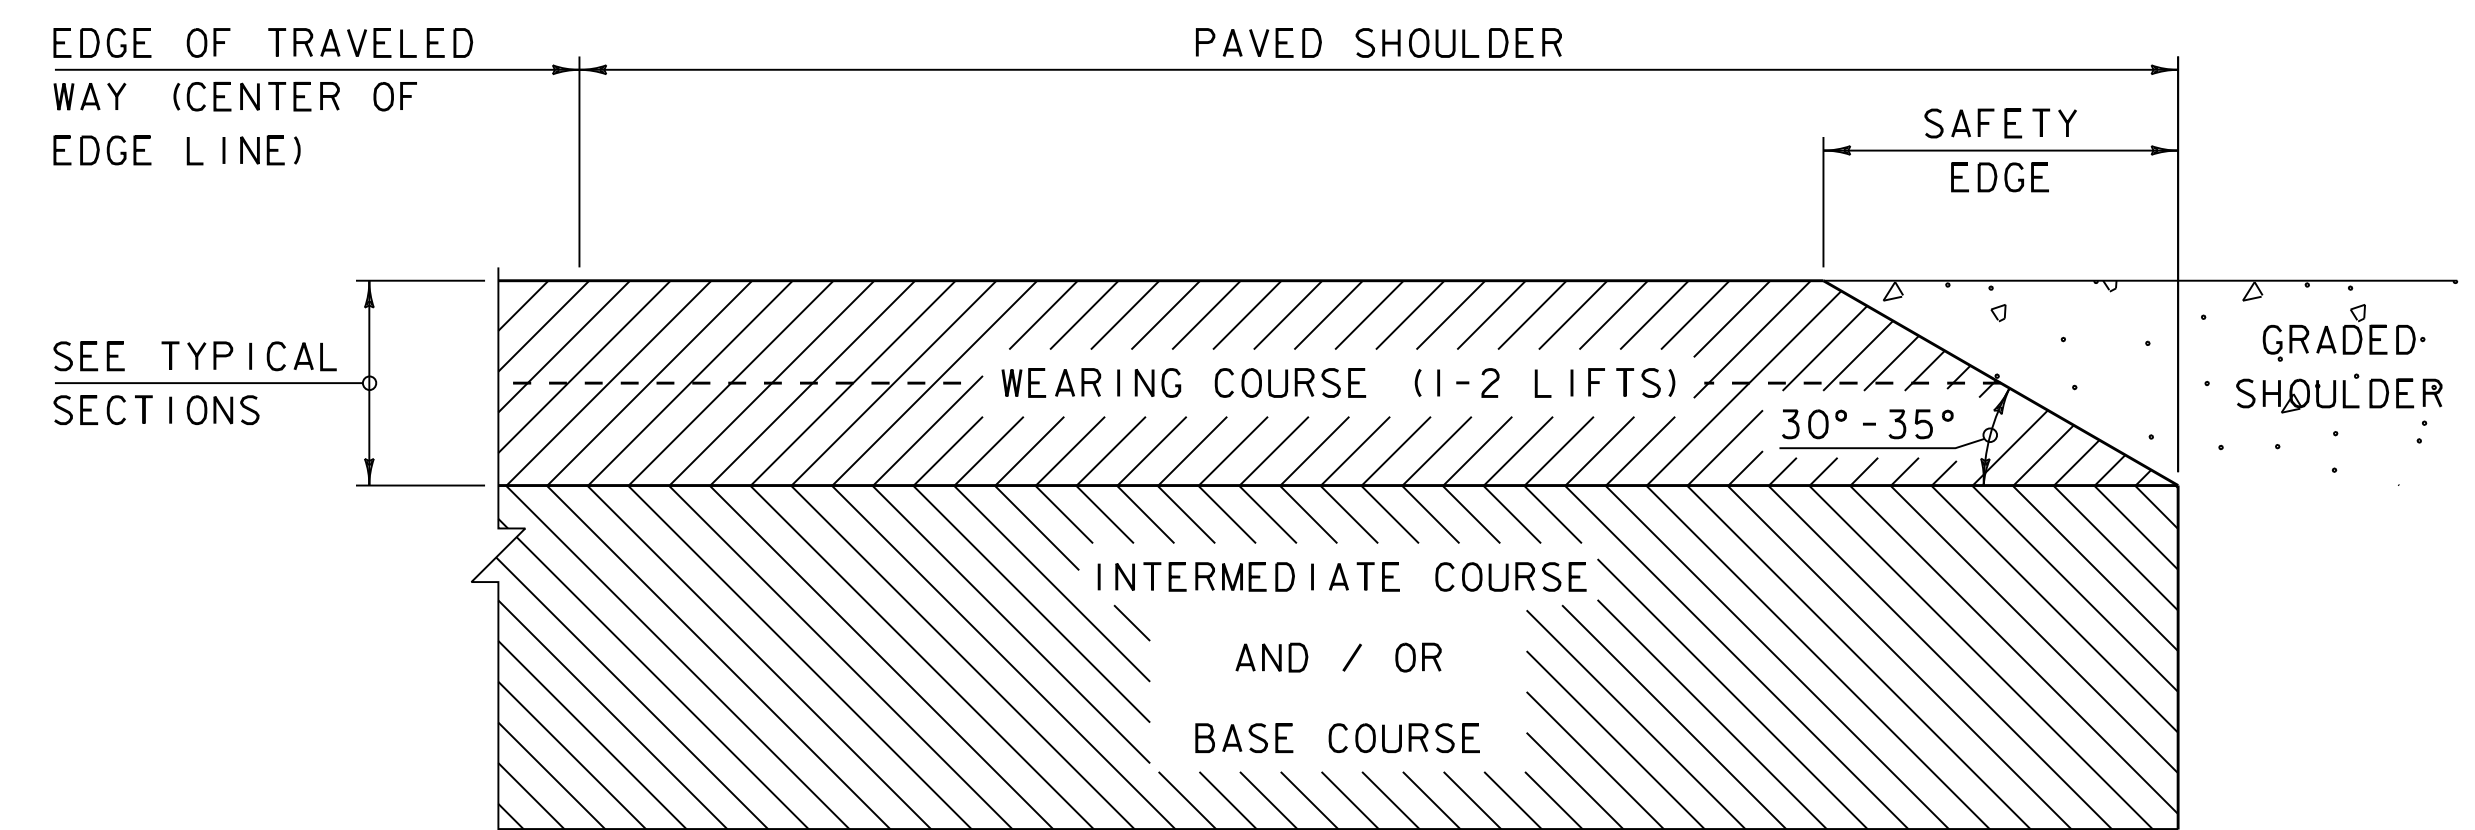 EDGE OF TRAVELED
WAY (CENTER OF
EDGE LINE)
PAVED SHOULDER
SAFETY
EDGE
SEE TYPICAL
SECTIONS
WEARING COURSE (1-2 LIFTS)
30°-35°
GRADED
SHOULDER
INTERMEDIATE COURSE
AND / OR
BASE COURSE